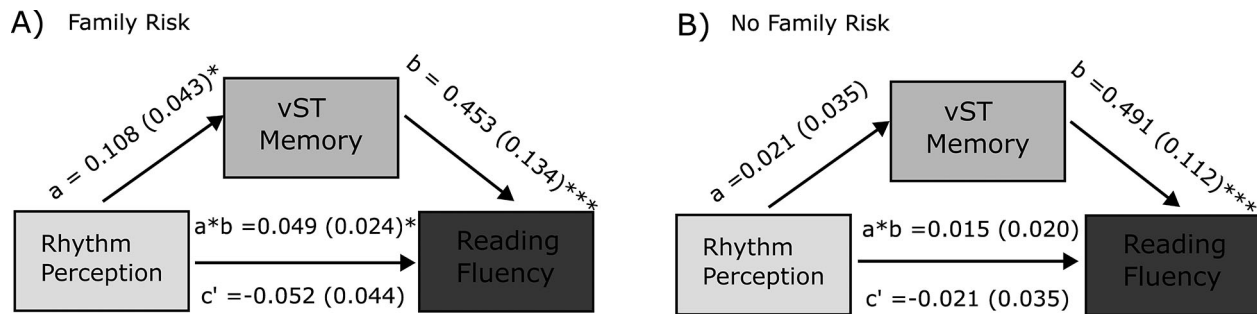 A) Family Risk
a = 0.108 (0.043)*
vST
Memory
b = 0.453 (0.134)***
Rhythm
Perception
a*b =0.049 (0.024)*
c' =-0.052 (0.044)
Reading
Fluency
B) No Family Risk
a =0.021 (0.035)
vST
Memory
b =0.491 (0.112)***
Rhythm
Perception
a*b =0.015 (0.020)
c' =-0.021 (0.035)
Reading
Fluency